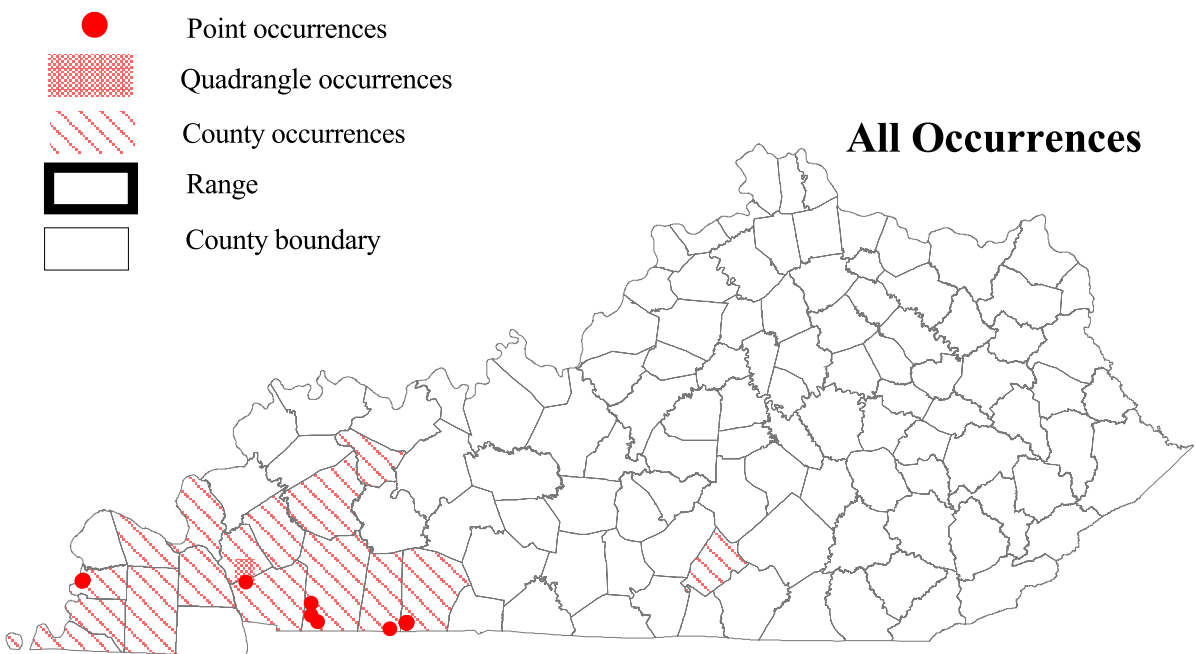 Point occurrences
Quadrangle occurrences
County occurrences
Range
County boundary
All Occurrences